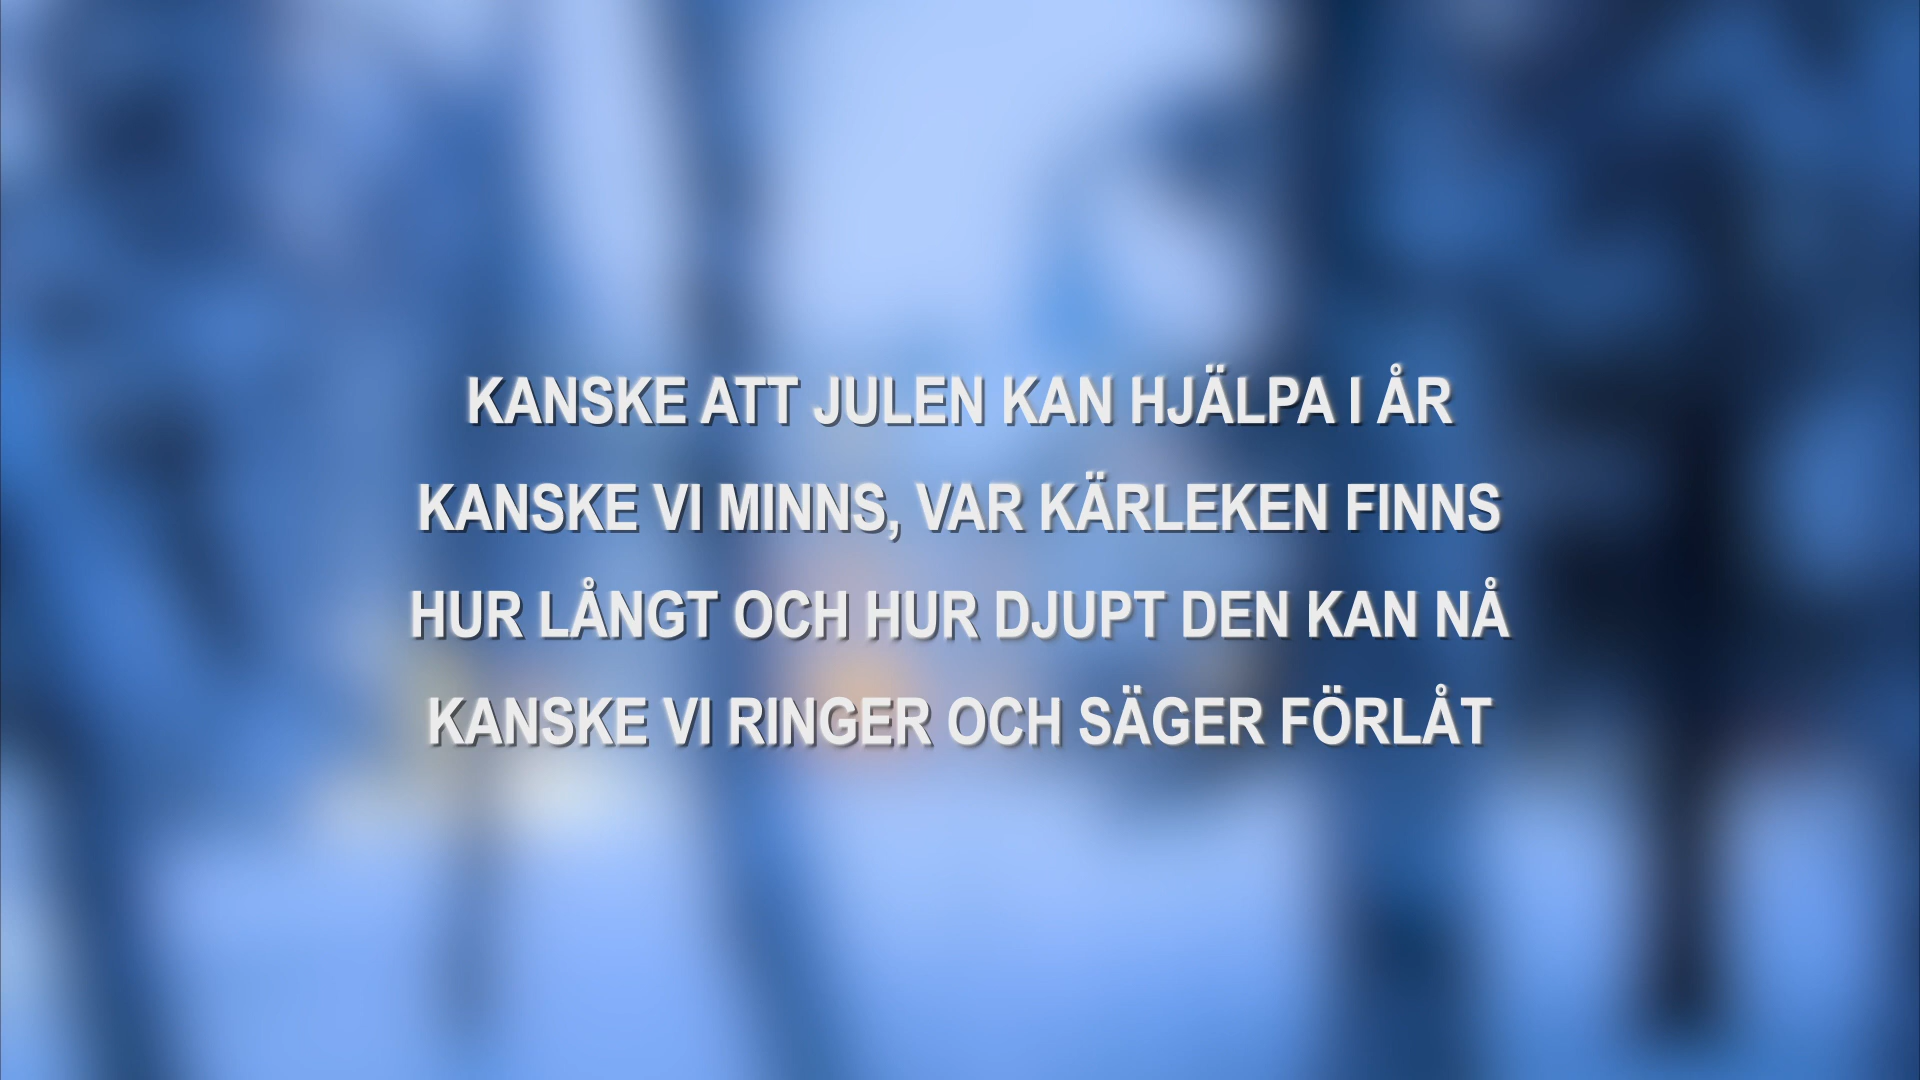 KANSKE ATT JULEN KAN HJÄLPA I ÅR
KANSKE VI MINNS, VAR KÄRLEKEN FINNS
HUR LÅNGT OCH HUR DJUPT DEN KAN NÅ
KANSKE VI RINGER OCH SÄGER FÖRLÅT